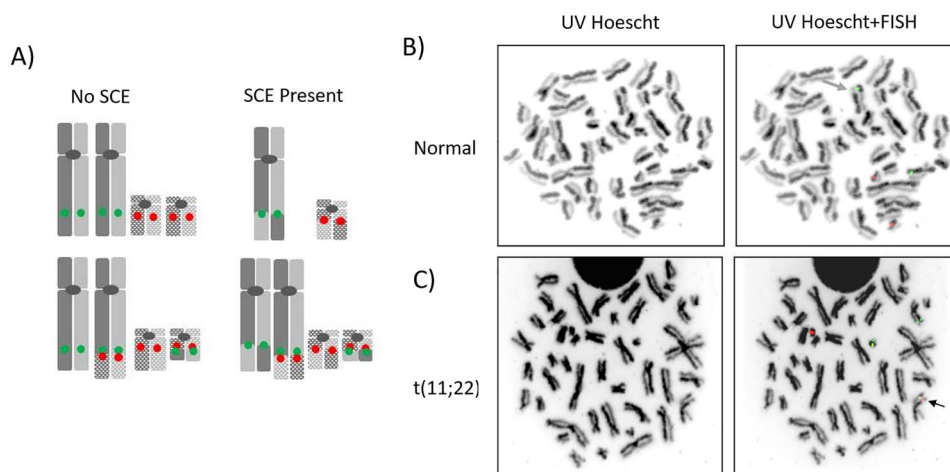 A)
No SCE
SCE Present
B)
UV Hoescht
UV Hoescht+FISH
Normal
C)
t(11;22)